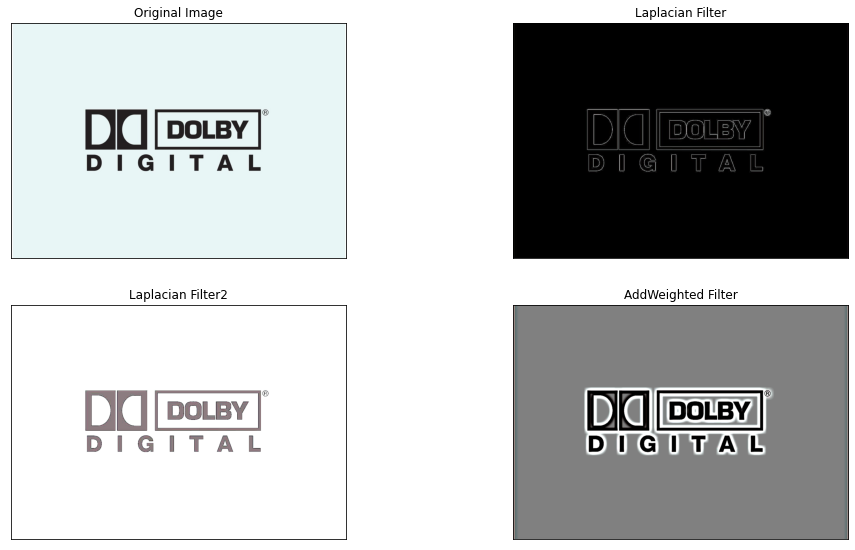 Original Image
DOLBY®
DIGITAL
Laplacian Filter
DOLBY®
DIGITAL
Laplacian Filter2
DOLBY®
DIGITAL
AddWeighted Filter
DOLBY®
DIGITAL